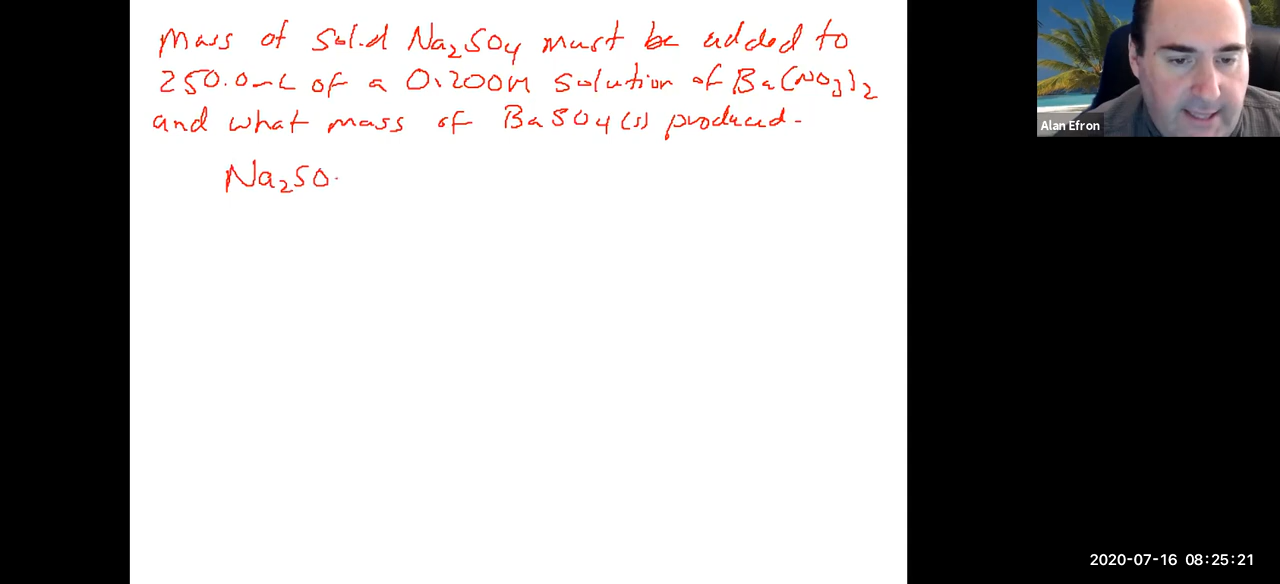 Mass of Solid Na₂SO₄ must be added to
250.0mL of a 0.200M solution of Ba(NO₃)₂
and what mass of BaSO₄(s) produced.
Na₂SO
Alan Efron
2020-07-16 08:25:21